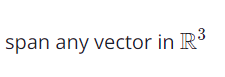 span any vector in ℝ³